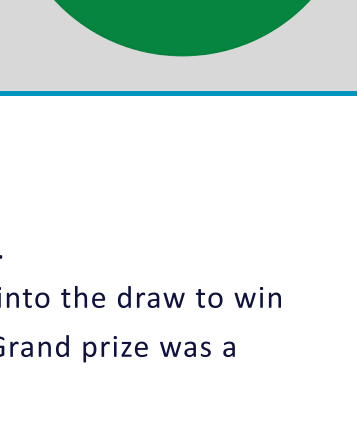 .
into the draw to win
Grand prize was a